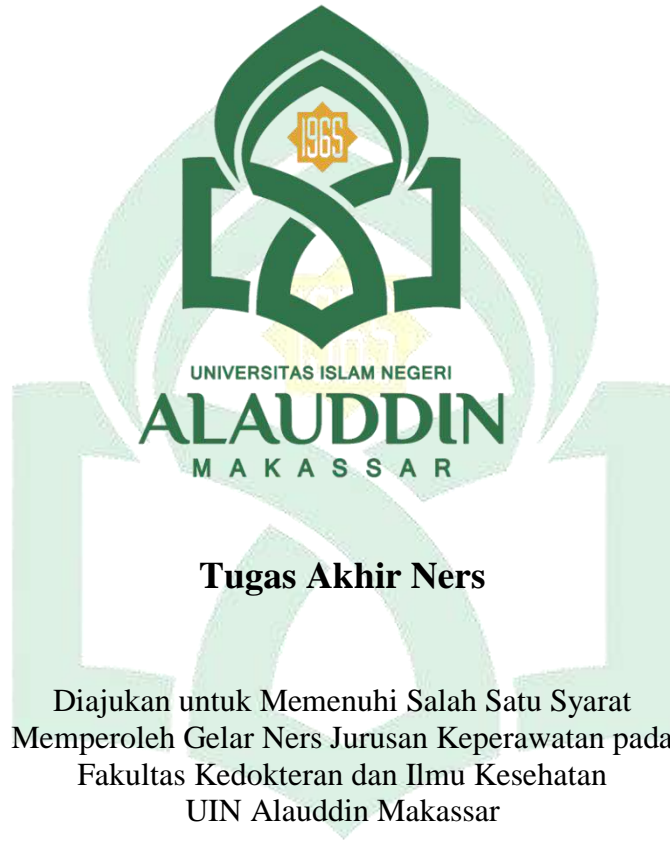 1965
UNIVERSITAS ISLAM NEGERI
ALAUDDIN
MAKASSAR
Tugas Akhir Ners
Diajukan untuk Memenuhi Salah Satu Syarat
Memperoleh Gelar Ners Jurusan Keperawatan pada
Fakultas Kedokteran dan Ilmu Kesehatan
UIN Alauddin Makassar